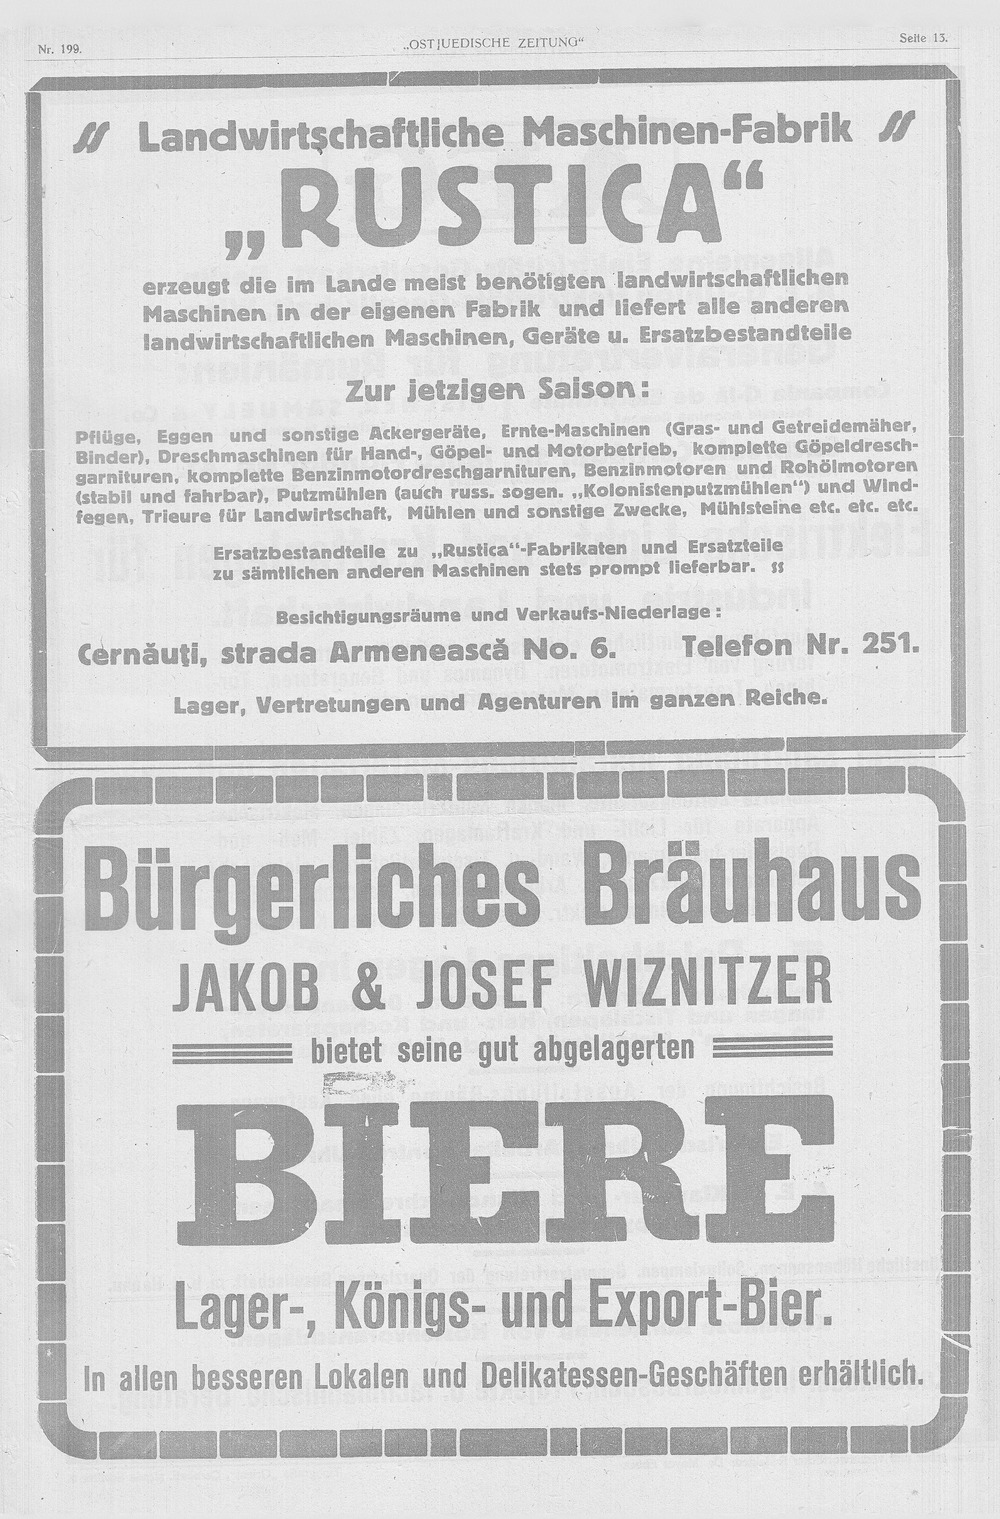 Nr. 199.
„OSTJUEDISCHE ZEITUNG“
Seite 13.
Landwirtschaftliche Maschinen-Fabrik
„RUSTICA“
erzeugt die im Lande meist benötigten landwirtschaftlichen
Maschinen in der eigenen Fabrik und liefert alle anderen
landwirtschaftlichen Maschinen, Geräte u. Ersatzbestandteile
Zur jetzigen Saison:
Pflüge, Eggen und sonstige Ackergeräte, Ernte-Maschinen (Gras- und Getreidemäher,
Binder), Dreschmaschinen für Hand-, Göpel- und Motorbetrieb, komplette Göpeldresch-
garnituren, komplette Benzinmotordreschgarnituren, Benzinmotoren und Rohölmotoren
(stabil und fahrbar), Putzmühlen (auch russ. sogen. „Kolonistenputzmühlen“) und Wind-
fegen, Trieure für Landwirtschaft, Mühlen und sonstige Zwecke, Mühlsteine etc. etc. etc.
Ersatzbestandteile zu „Rustica“-Fabrikaten und Ersatzteile
zu sämtlichen anderen Maschinen stets prompt lieferbar.
Besichtigungsräume und Verkaufs-Niederlage:
Cernăuți, strada Armenească No. 6. Telefon Nr. 251.
Lager, Vertretungen und Agenturen im ganzen Reiche.
Bürgerliches Bräuhaus
JAKOB & JOSEF WIZNITZER
bietet seine gut abgelagerten
BIERE
Lager-, Königs- und Export-Bier.
In allen besseren Lokalen und Delikatessen-Geschäften erhältlich.